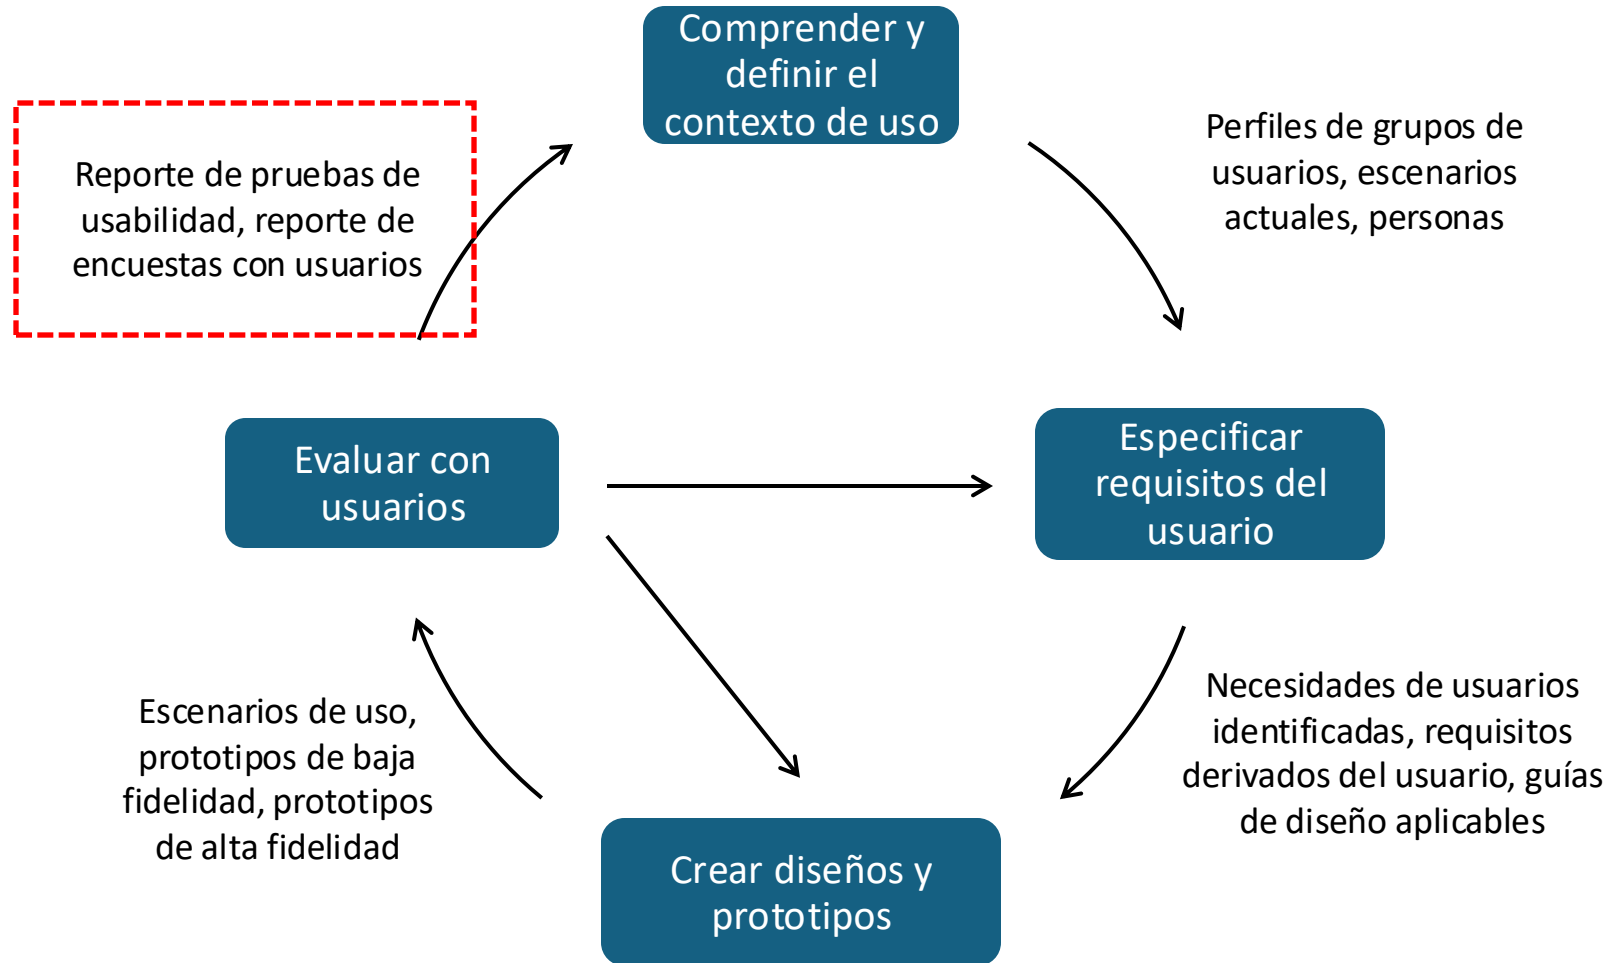 Comprender y
definir el
contexto de uso
Reporte de pruebas de
usabilidad, reporte de
encuestas con usuarios
Perfiles de grupos de
usuarios, escenarios
actuales, personas
Evaluar con
usuarios
Especificar
requisitos del
usuario
Escenarios de uso,
prototipos de baja
fidelidad, prototipos
de alta fidelidad
Necesidades de usuarios
identificadas, requisitos
derivados del usuario, guías
de diseño aplicables
Crear diseños y
prototipos